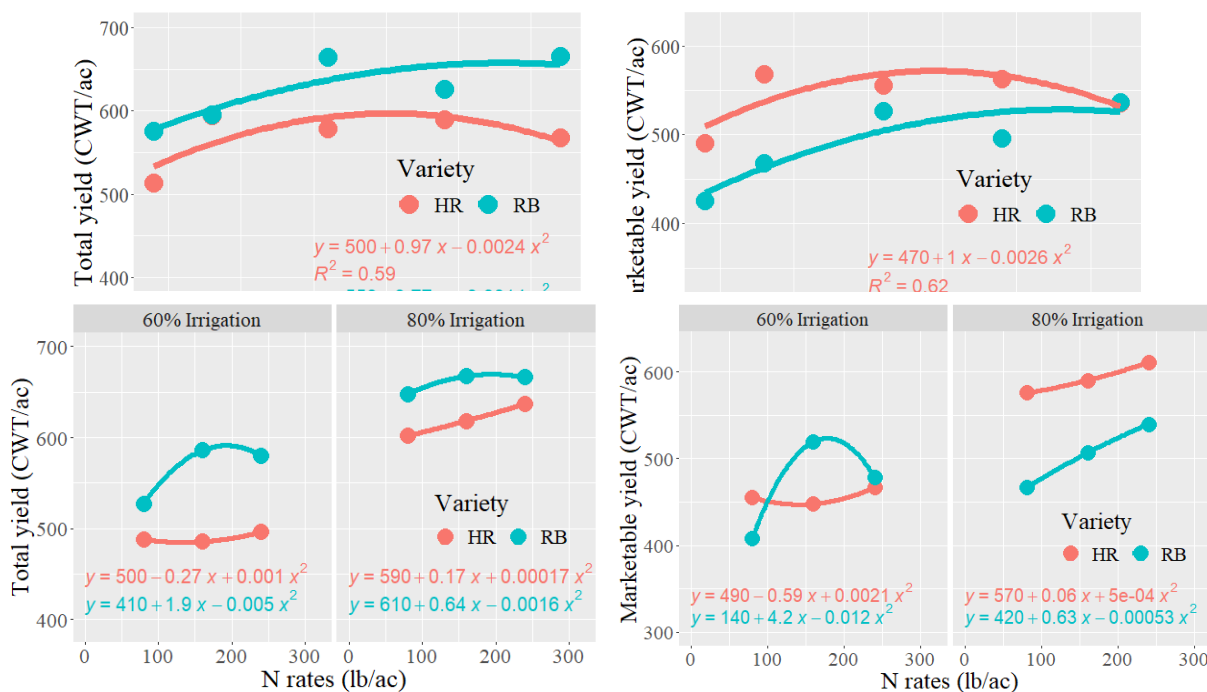 Total yield (CWT/ac)
700
600
500
400
Variety
HR RB
y = 500 + 0.97 x − 0.0024 x²
R² = 0.59
arketable yield (CWT/ac)
600
500
400
Variety
HR RB
y = 470 + 1 x − 0.0026 x²
R² = 0.62
60% Irrigation 80% Irrigation
Total yield (CWT/ac)
700
600
500
400
Variety
HR RB
y = 500 − 0.27 x + 0.001 x² y = 590 + 0.17 x + 0.00017 x²
y = 410 + 1.9 x − 0.005 x² y = 610 + 0.64 x − 0.0016 x²
0 100 200 300 0 100 200 300
N rates (lb/ac)
60% Irrigation 80% Irrigation
Marketable yield (CWT/ac)
600
500
400
300
Variety
HR RB
y = 490 − 0.59 x + 0.0021 x² y = 570 + 0.06 x + 5e-04 x²
y = 140 + 4.2 x − 0.012 x² y = 420 + 0.63 x − 0.00053 x²
0 100 200 300 0 100 200 300
N rates (lb/ac)